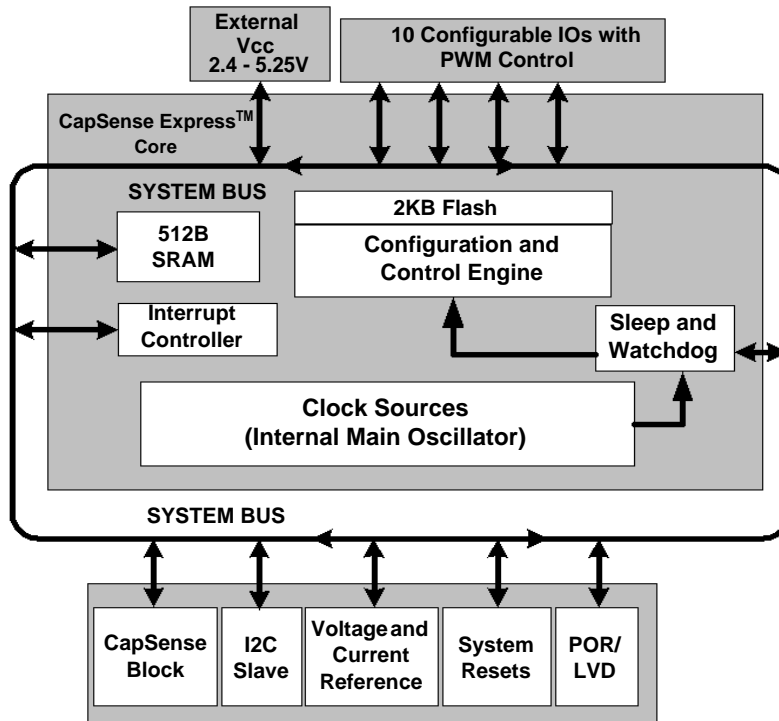 External
Vcc
2.4 - 5.25V
10 Configurable IOs with
PWM Control
CapSense Express™
Core
SYSTEM BUS
512B
SRAM
2KB Flash
Configuration and
Control Engine
Interrupt
Controller
Sleep and
Watchdog
Clock Sources
(Internal Main Oscillator)
SYSTEM BUS
CapSense
Block
I2C
Slave
Voltage and
Current
Reference
System
Resets
POR/
LVD